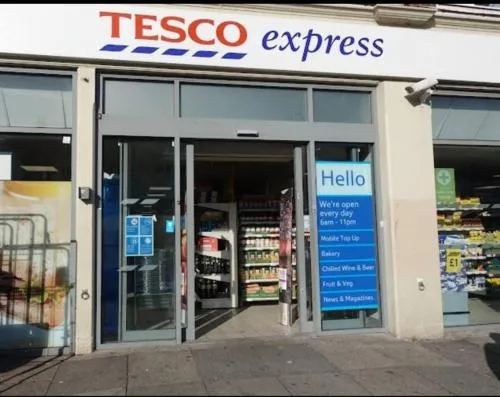 TESCO express
Hello
We're open
every day
6am - 11pm
Mobile Top Up
Bakery
Chilled Wine & Beer
Fruit & Veg
News & Magazines
£1